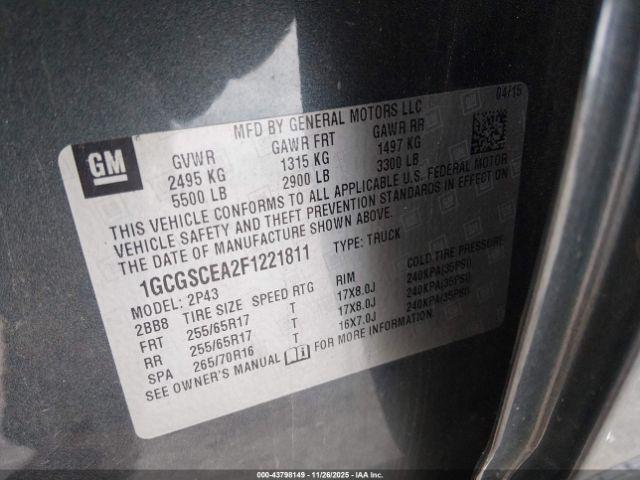 04/15
MFD BY GENERAL MOTORS LLC
GM
GVWR GAWR FRT GAWR RR
2495 KG 1315 KG 1497 KG
5500 LB 2900 LB 3300 LB
THIS VEHICLE CONFORMS TO ALL APPLICABLE U.S. FEDERAL MOTOR
VEHICLE SAFETY AND THEFT PREVENTION STANDARDS IN EFFECT ON
THE DATE OF MANUFACTURE SHOWN ABOVE.
1GCGSCEA2F1221811 TYPE: TRUCK
MODEL: 2P43
2BB8 TIRE SIZE SPEED RTG RIM COLD TIRE PRESSURE
FRT 255/65R17 T 17X8.0J 240KPA(35PSI)
RR 255/65R17 T 17X8.0J 240KPA(35PSI)
SPA 265/70R16 T 16X7.0J 240KPA(35PSI)
SEE OWNER'S MANUAL FOR MORE INFORMATION.
000-43798149 - 11/26/2025 - IAA Inc.